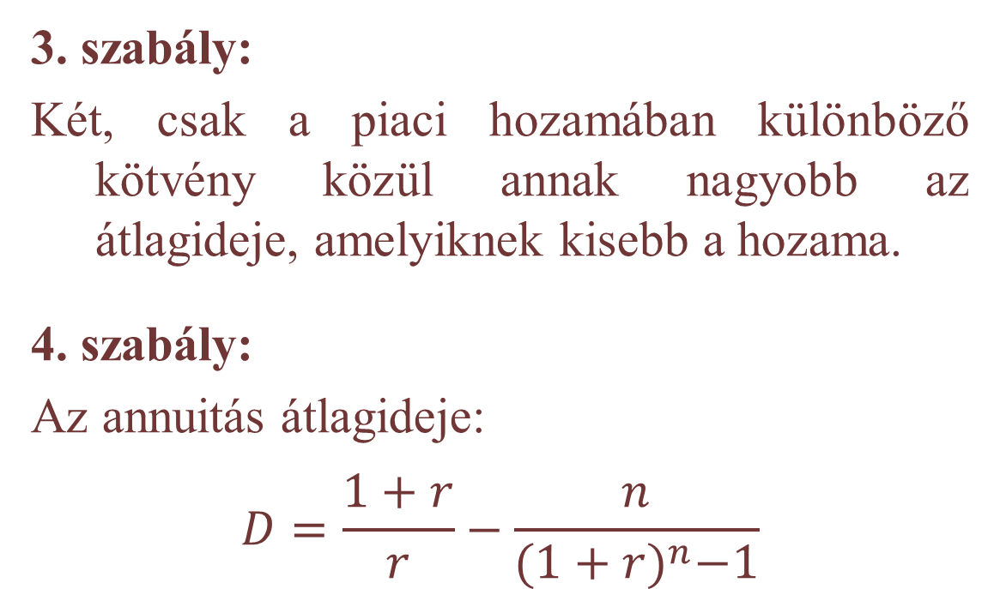 3. szabály:
Két, csak a piaci hozamában különböző
kötvény közül annak nagyobb az
átlagideje, amelyiknek kisebb a hozama.
4. szabály:
Az annuitás átlagideje:
D = \frac{1 + r}{r} - \frac{n}{(1 + r)^n - 1}